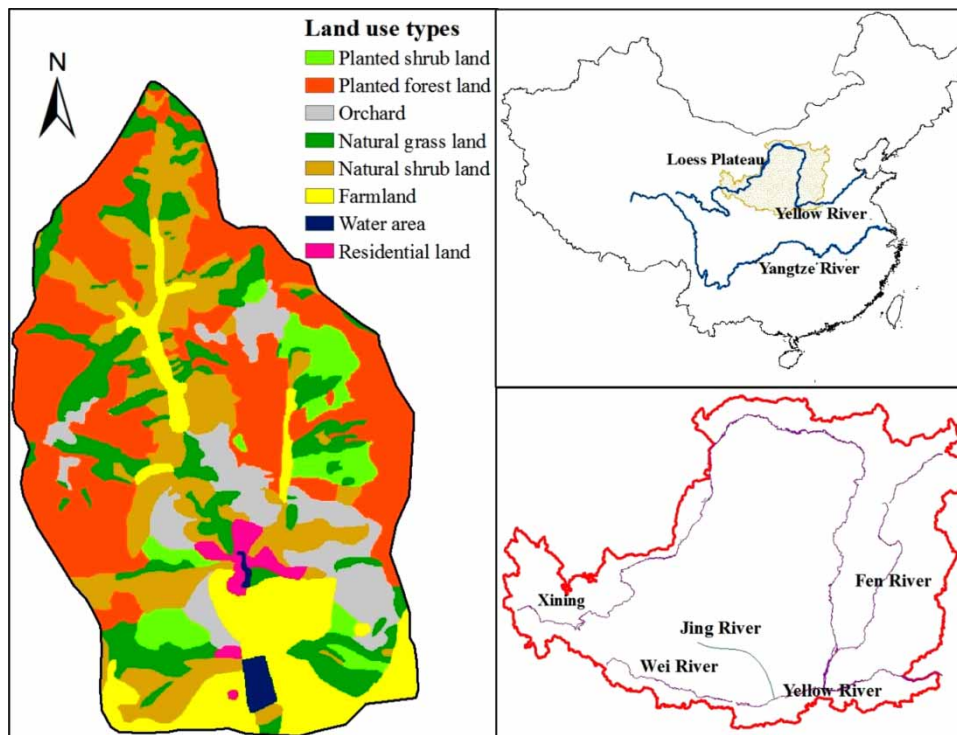 N
Land use types
Planted shrub land
Planted forest land
Orchard
Natural grass land
Natural shrub land
Farmland
Water area
Residential land
Loess Plateau
Yellow River
Yangtze River
Xining
Fen River
Jing River
Wei River
Yellow River